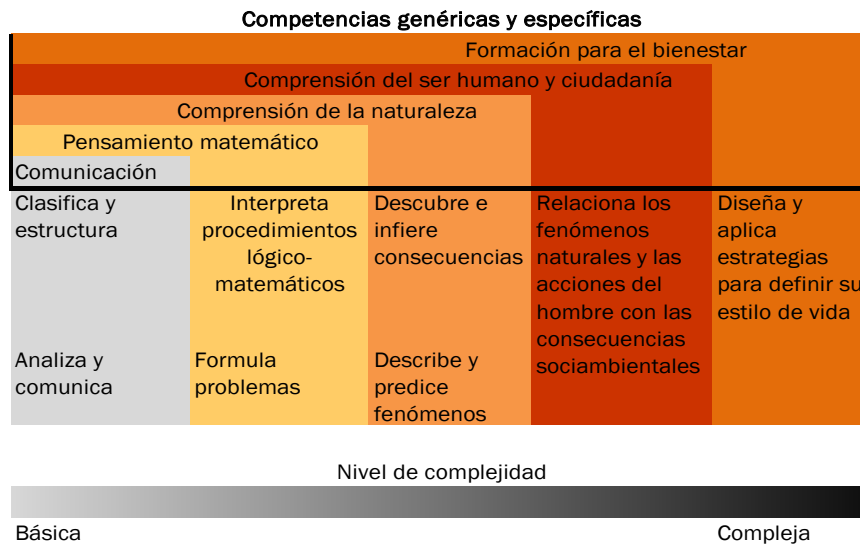 Competencias genéricas y específicas
Formación para el bienestar
Comprensión del ser humano y ciudadanía
Comprensión de la naturaleza
Pensamiento matemático
Comunicación
Clasifica y
estructura
Analiza y
comunica
Interpreta
procedimientos
lógico-
matemáticos
Formula
problemas
Descubre e
infiere
consecuencias
Describe y
predice
fenómenos
Relaciona los
fenómenos
naturales y las
acciones del
hombre con las
consecuencias
sociambientales
Diseña y
aplica
estrategias
para definir su
estilo de vida
Nivel de complejidad
Básica
Compleja